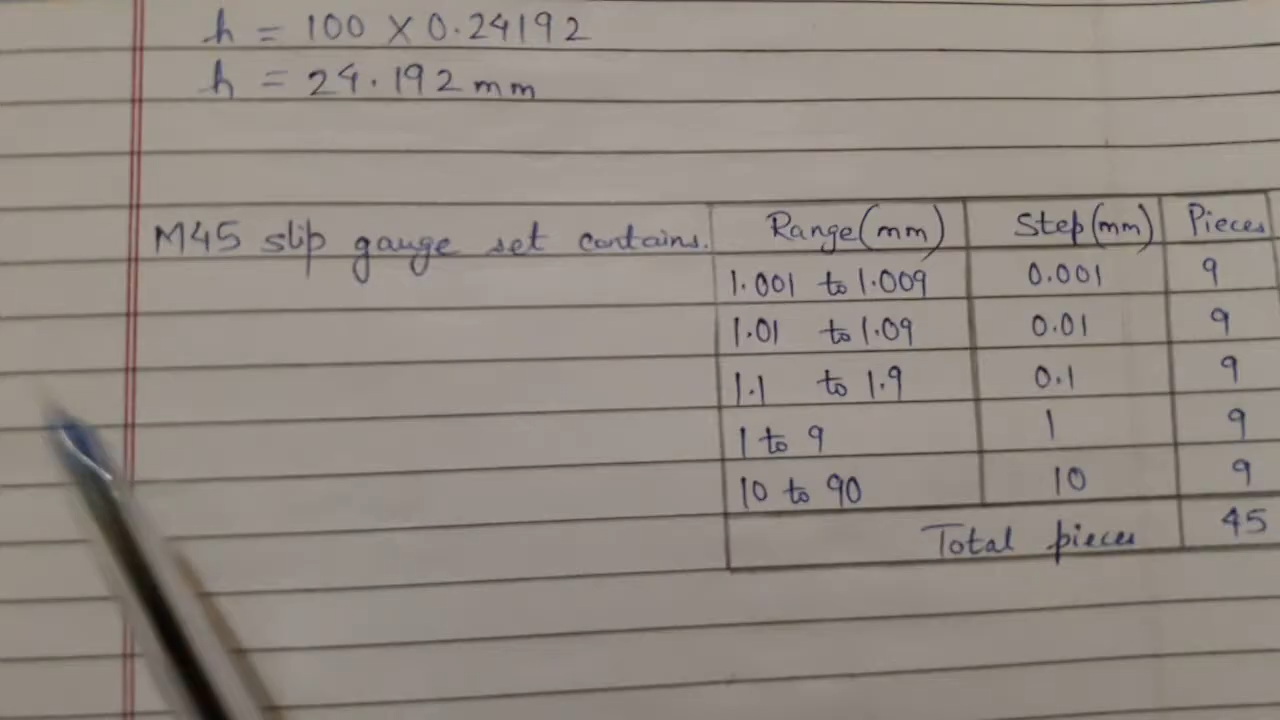 h = 100 × 0.24192
h = 24.192 mm
M45 slip gauge set contains. Range (mm) Step (mm) Pieces
1.001 to 1.009 0.001 9
1.01 to 1.09 0.01 9
1.1 to 1.9 0.1 9
1 to 9 1 9
10 to 90 10 9
Total pieces 45